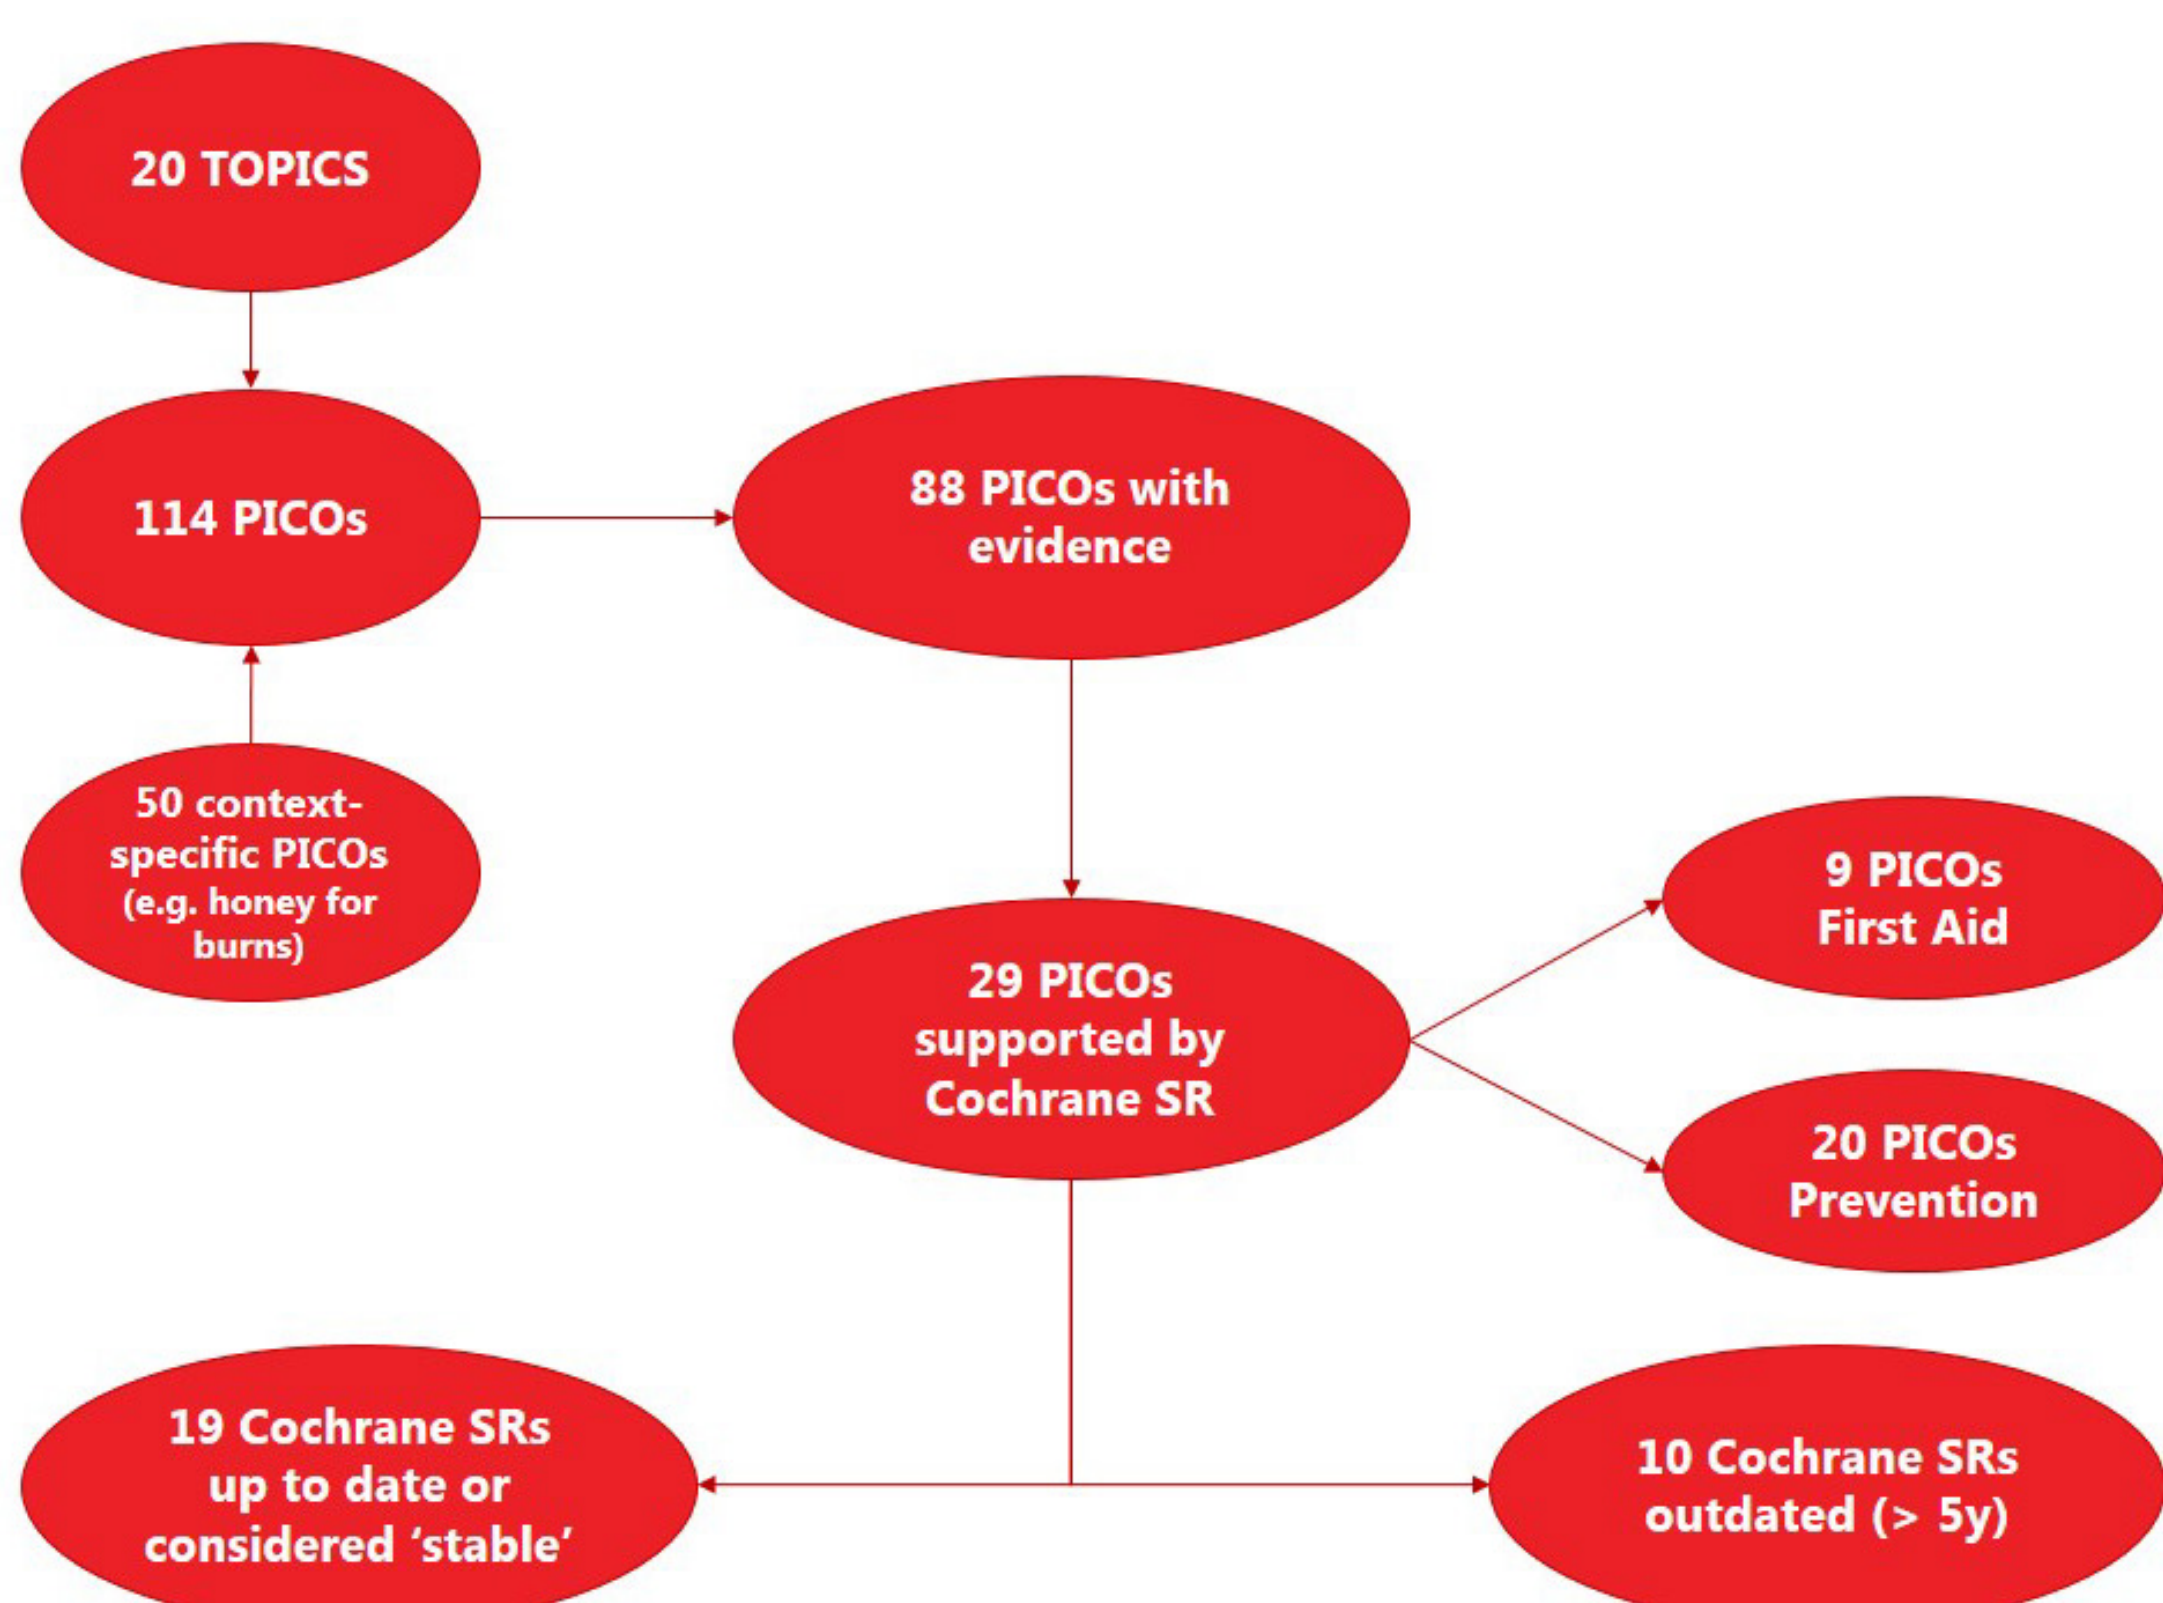 20 TOPICS
114 PICOs
88 PICOs with
evidence
50 context-
specific PICOs
(e.g. honey for
burns)
29 PICOs
supported by
Cochrane SR
9 PICOs
First Aid
20 PICOs
Prevention
19 Cochrane SRs
up to date or
considered ‘stable’
10 Cochrane SRs
outdated (> 5y)